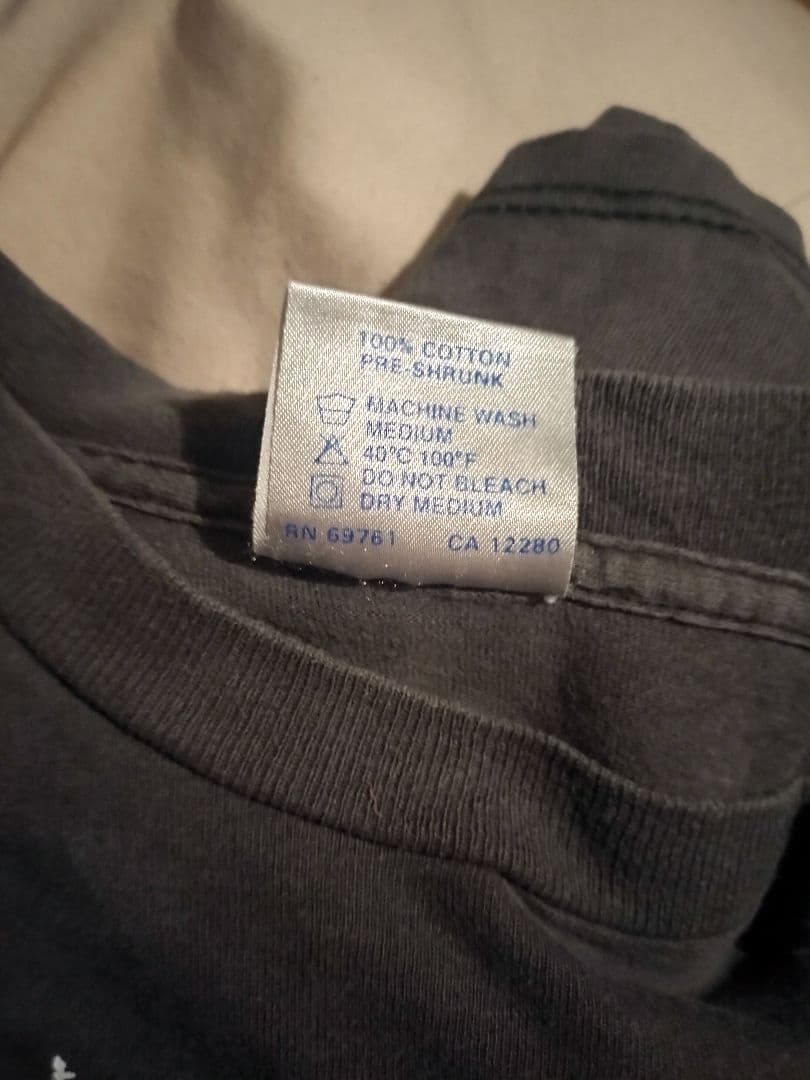 100% COTTON
PRE-SHRUNK
MACHINE WASH
MEDIUM
40°C 100°F
DO NOT BLEACH
DRY MEDIUM
RN 69761 CA 12280